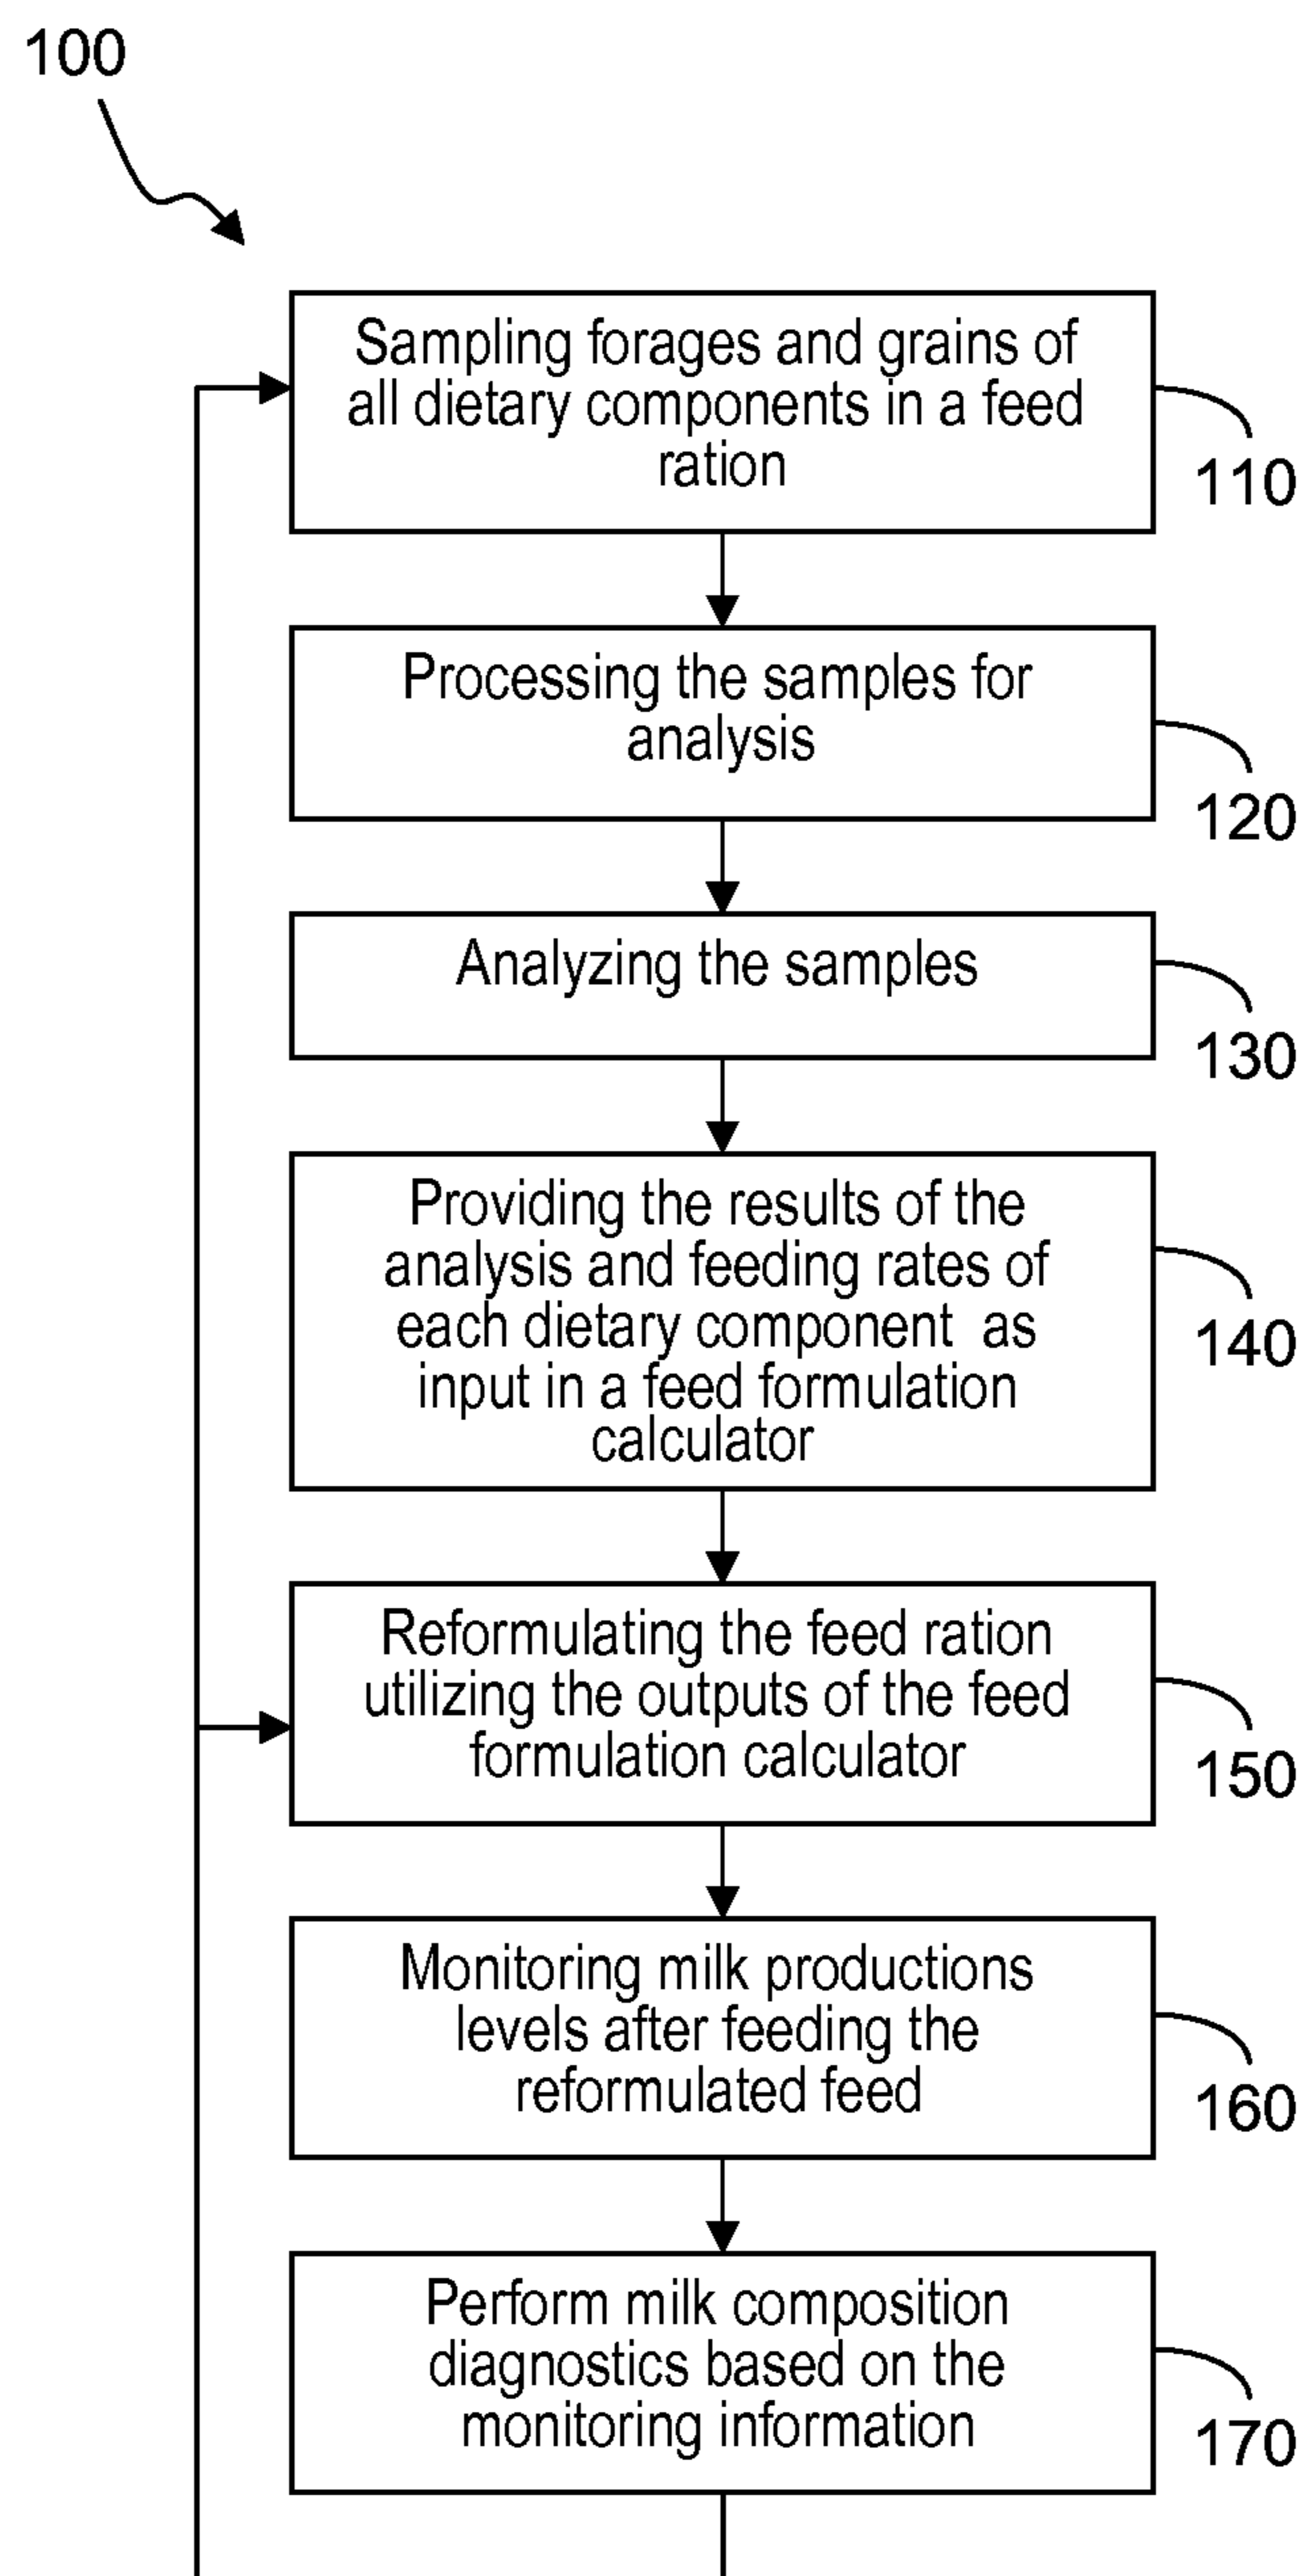 100
Sampling forages and grains of
all dietary components in a feed
ration
110
Processing the samples for
analysis
120
Analyzing the samples
130
Providing the results of the
analysis and feeding rates of
each dietary component as
input in a feed formulation
calculator
140
Reformulating the feed ration
utilizing the outputs of the feed
formulation calculator
150
Monitoring milk productions
levels after feeding the
reformulated feed
160
Perform milk composition
diagnostics based on the
monitoring information
170